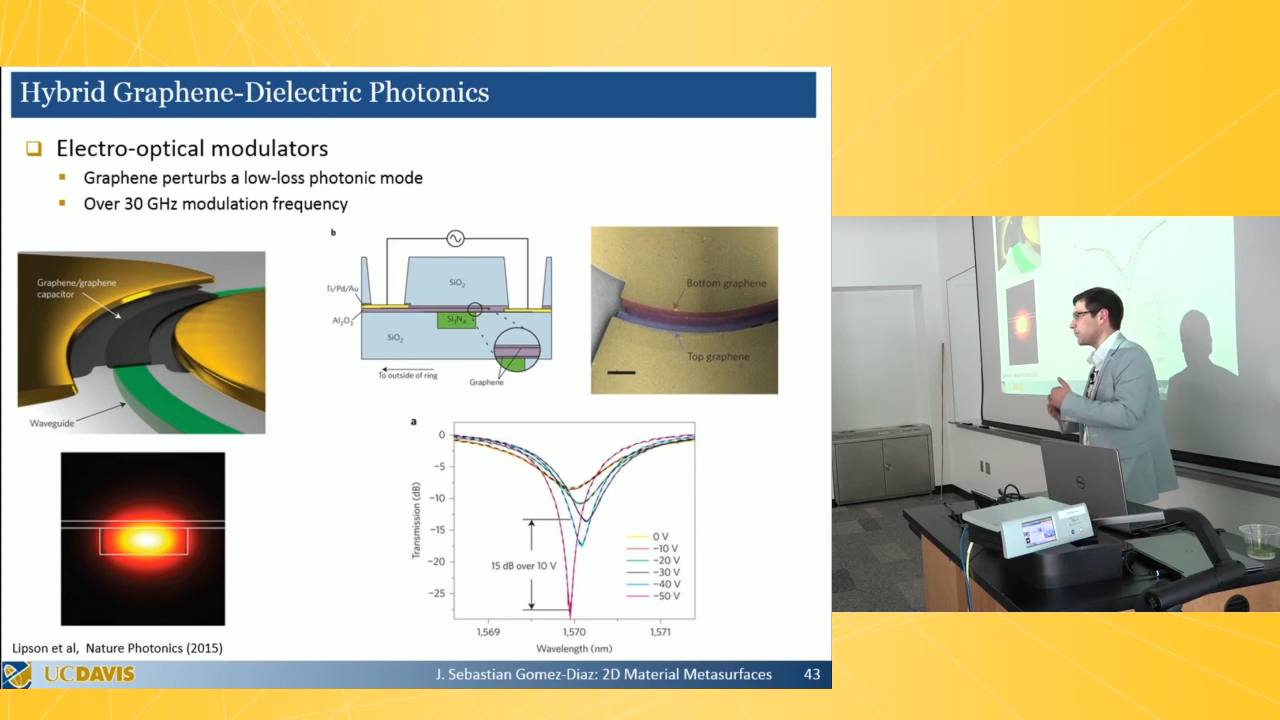 Hybrid Graphene-Dielectric Photonics
Electro-optical modulators
Graphene perturbs a low-loss photonic mode
Over 30 GHz modulation frequency
Graphene/graphene
capacitor
Waveguide
b
Ti/Pd/Au
Al2O3
SiO2
Si3N4
SiO2
To outside of ring
Graphene
Bottom graphene
Top graphene
a
Transmission (dB)
0
−5
−10
−15
−20
−25
15 dB over 10 V
0 V
−10 V
−20 V
−30 V
−40 V
−50 V
1,569
1,570
1,571
Wavelength (nm)
Lipson et al, Nature Photonics (2015)
UCDAVIS
J. Sebastian Gomez-Diaz: 2D Material Metasurfaces
43
DELL